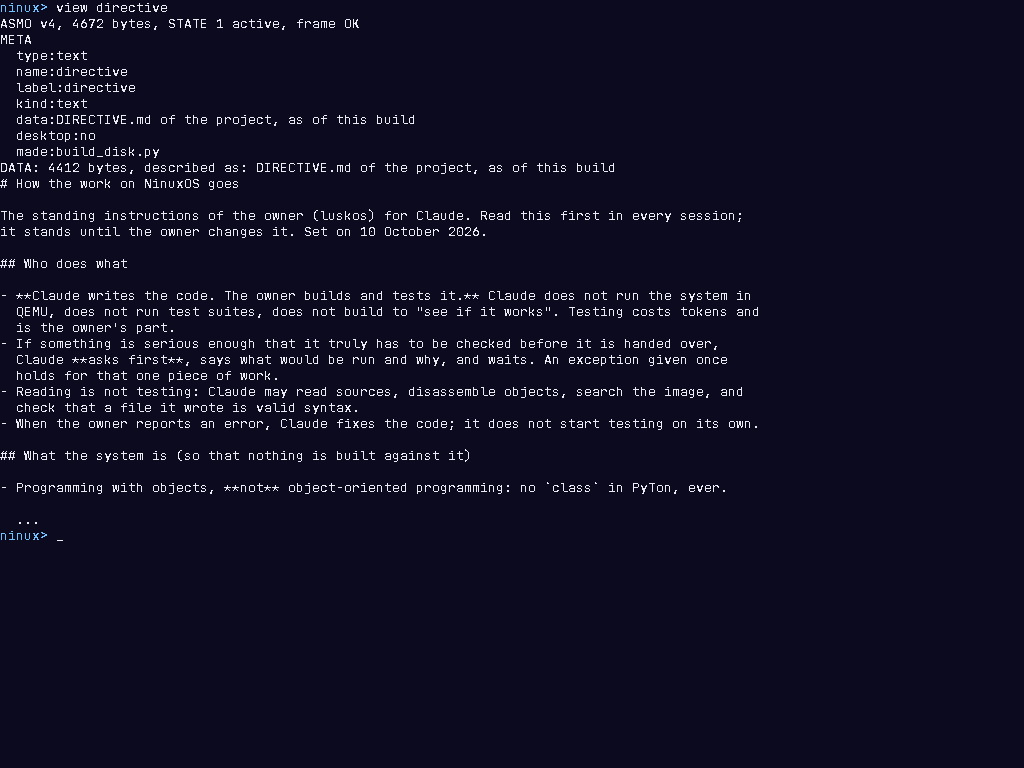 ninux> view directive
ASMO v4, 4672 bytes, STATE 1 active, frame OK
META
  type:text
  name:directive
  label:directive
  kind:text
  data:DIRECTIVE.md of the project, as of this build
  desktop:no
  made:build_disk.py
DATA: 4412 bytes, described as: DIRECTIVE.md of the project, as of this build
# How the work on NinuxOS goes

The standing instructions of the owner (luskos) for Claude. Read this first in every session;
it stands until the owner changes it. Set on 10 October 2026.

## Who does what

- **Claude writes the code. The owner builds and tests it.** Claude does not run the system in
  QEMU, does not run test suites, does not build to "see if it works". Testing costs tokens and
  is the owner's part.
- If something is serious enough that it truly has to be checked before it is handed over,
  Claude **asks first**, says what would be run and why, and waits. An exception given once
  holds for that one piece of work.
- Reading is not testing: Claude may read sources, disassemble objects, search the image, and
  check that a file it wrote is valid syntax.
- When the owner reports an error, Claude fixes the code; it does not start testing on its own.

## What the system is (so that nothing is built against it)

- Programming with objects, **not** object-oriented programming: no `class` in PyTon, ever.

  ...
ninux> _